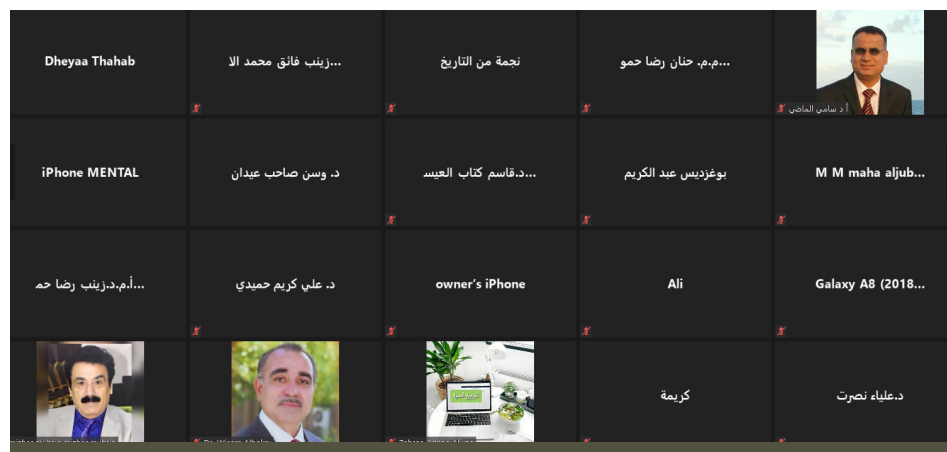 Dheyaa Thahab
زينب فائق محمد الا...
نجمة من التاريخ
م.م. حنان رضا حمو...
أ د سامي الماضي
iPhone MENTAL
د. وسن صاحب عيدان
د.قاسم كتاب العيس...
بوغزديس عبد الكريم
M M maha aljub...
أ.م.د.زينب رضا حم...
د. علي كريم حميدي
owner's iPhone
Ali
Galaxy A8 (2018...
كريمة
د.علياء نصرت